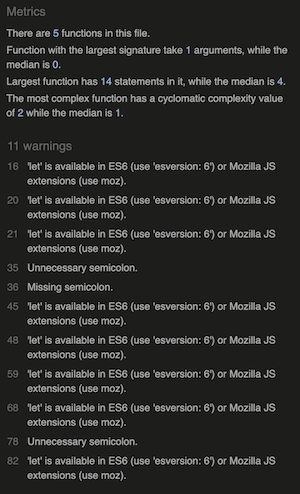 Metrics
There are 5 functions in this file.
Function with the largest signature take 1 arguments, while the
median is 0.
Largest function has 14 statements in it, while the median is 4.
The most complex function has a cyclomatic complexity value
of 2 while the median is 1.
11 warnings
16 'let' is available in ES6 (use 'esversion: 6') or Mozilla JS
extensions (use moz).
20 'let' is available in ES6 (use 'esversion: 6') or Mozilla JS
extensions (use moz).
21 'let' is available in ES6 (use 'esversion: 6') or Mozilla JS
extensions (use moz).
35 Unnecessary semicolon.
36 Missing semicolon.
45 'let' is available in ES6 (use 'esversion: 6') or Mozilla JS
extensions (use moz).
48 'let' is available in ES6 (use 'esversion: 6') or Mozilla JS
extensions (use moz).
59 'let' is available in ES6 (use 'esversion: 6') or Mozilla JS
extensions (use moz).
68 'let' is available in ES6 (use 'esversion: 6') or Mozilla JS
extensions (use moz).
78 Unnecessary semicolon.
82 'let' is available in ES6 (use 'esversion: 6') or Mozilla JS
extensions (use moz).